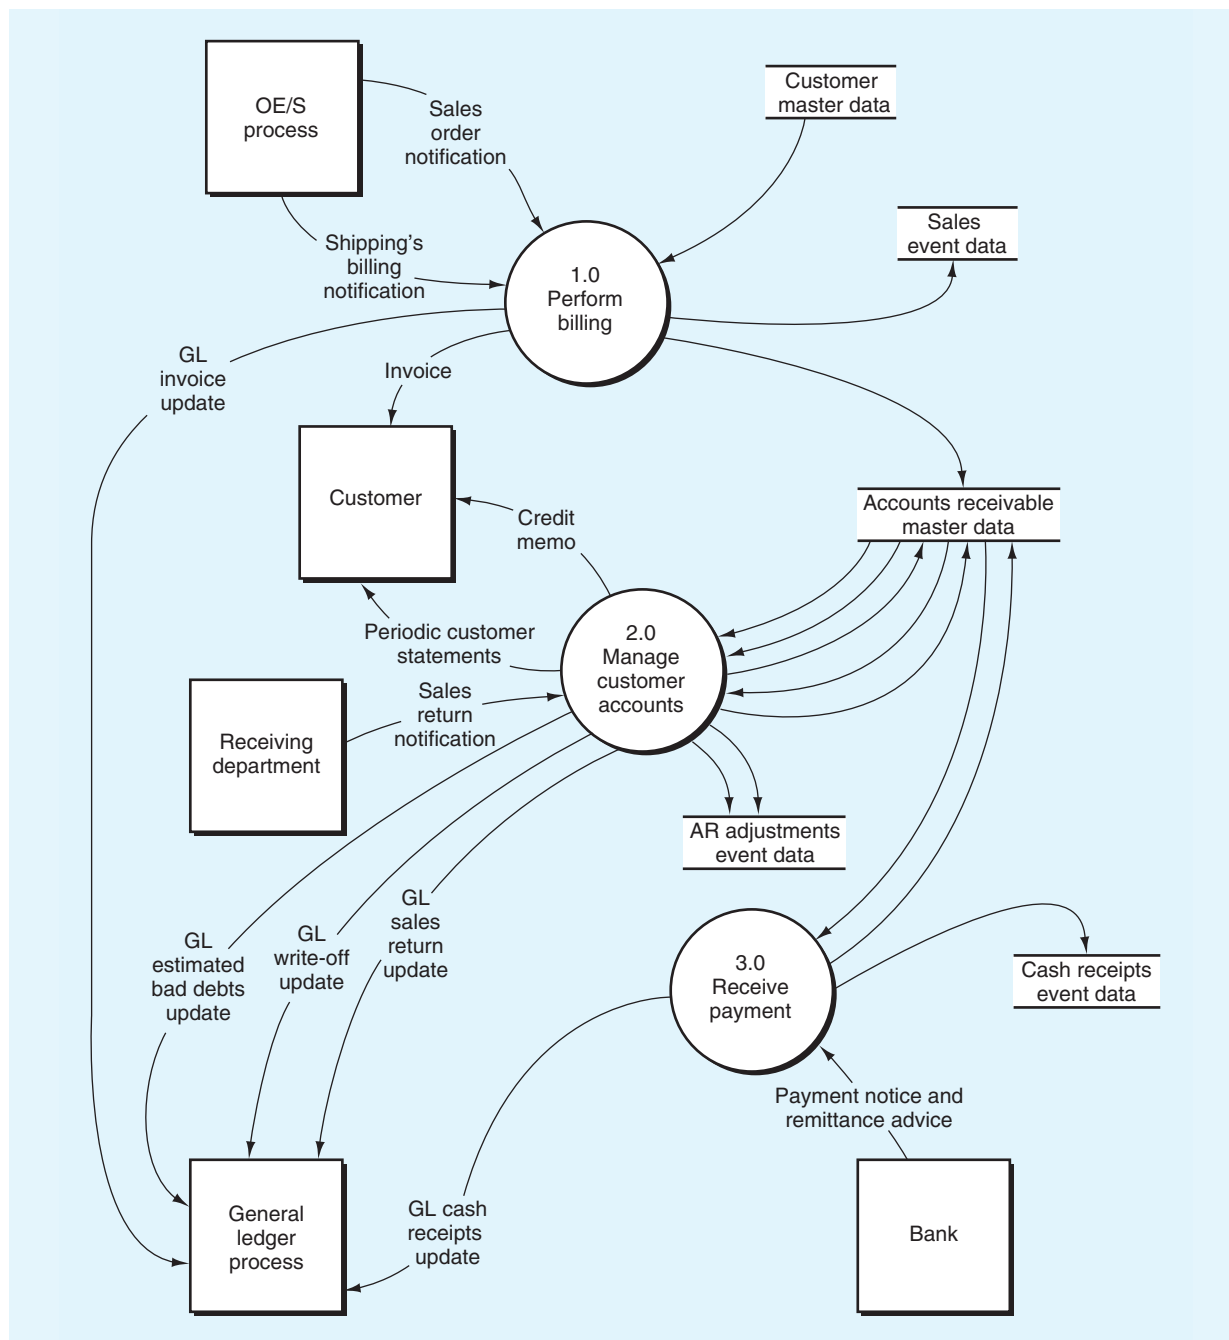 OE/S
process
Sales
order
notification
Customer
master data
Shipping's
billing
notification
Sales
event data
1.0
Perform
billing
GL
invoice
update
Invoice
Customer
Credit
memo
Accounts receivable
master data
Periodic customer
statements
2.0
Manage
customer
accounts
Sales
return
notification
Receiving
department
AR adjustments
event data
GL
estimated
bad debts
update
GL
write-off
update
GL
sales
return
update
3.0
Receive
payment
Cash receipts
event data
Payment notice and
remittance advice
General
ledger
process
GL cash
receipts
update
Bank